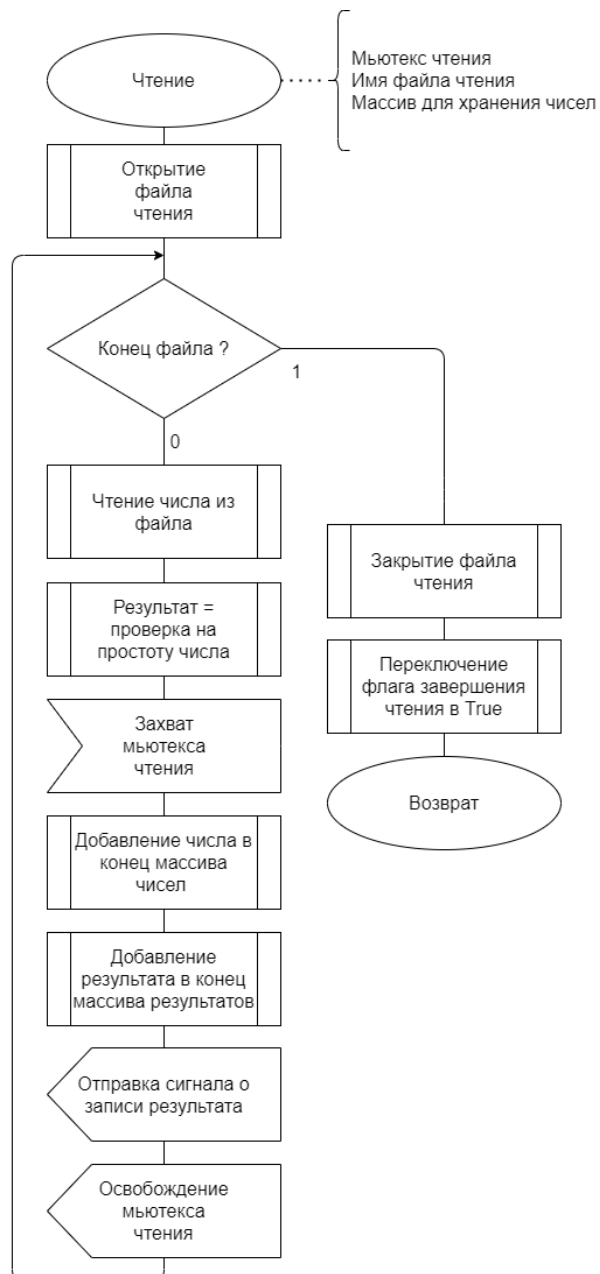 Чтение
Мьютекс чтения
Имя файла чтения
Массив для хранения чисел
Открытие
файла
чтения
Конец файла ?
1
0
Чтение числа из
файла
Результат =
проверка на
простоту числа
Захват
мьютекса
чтения
Добавление числа в
конец массива
чисел
Добавление
результата в конец
массива результатов
Отправка сигнала о
записи результата
Освобождение
мьютекса
чтения
Закрытие файла
чтения
Переключение
флага завершения
чтения в True
Возврат